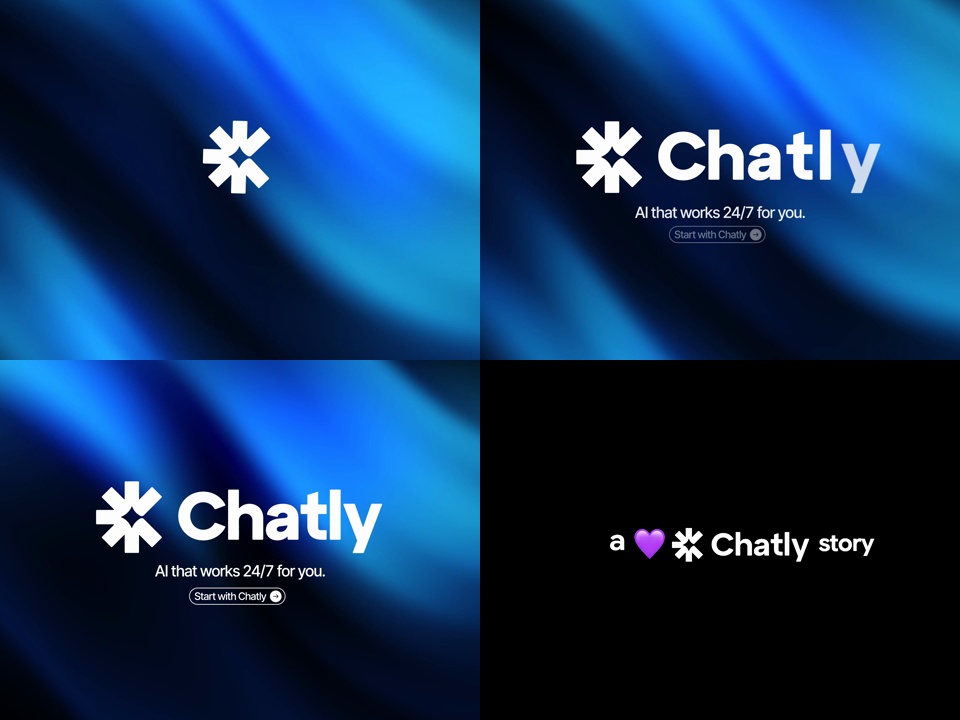 Chatly
AI that works 24/7 for you.
Start with Chatly
Chatly
AI that works 24/7 for you.
Start with Chatly
a 💜 Chatly story